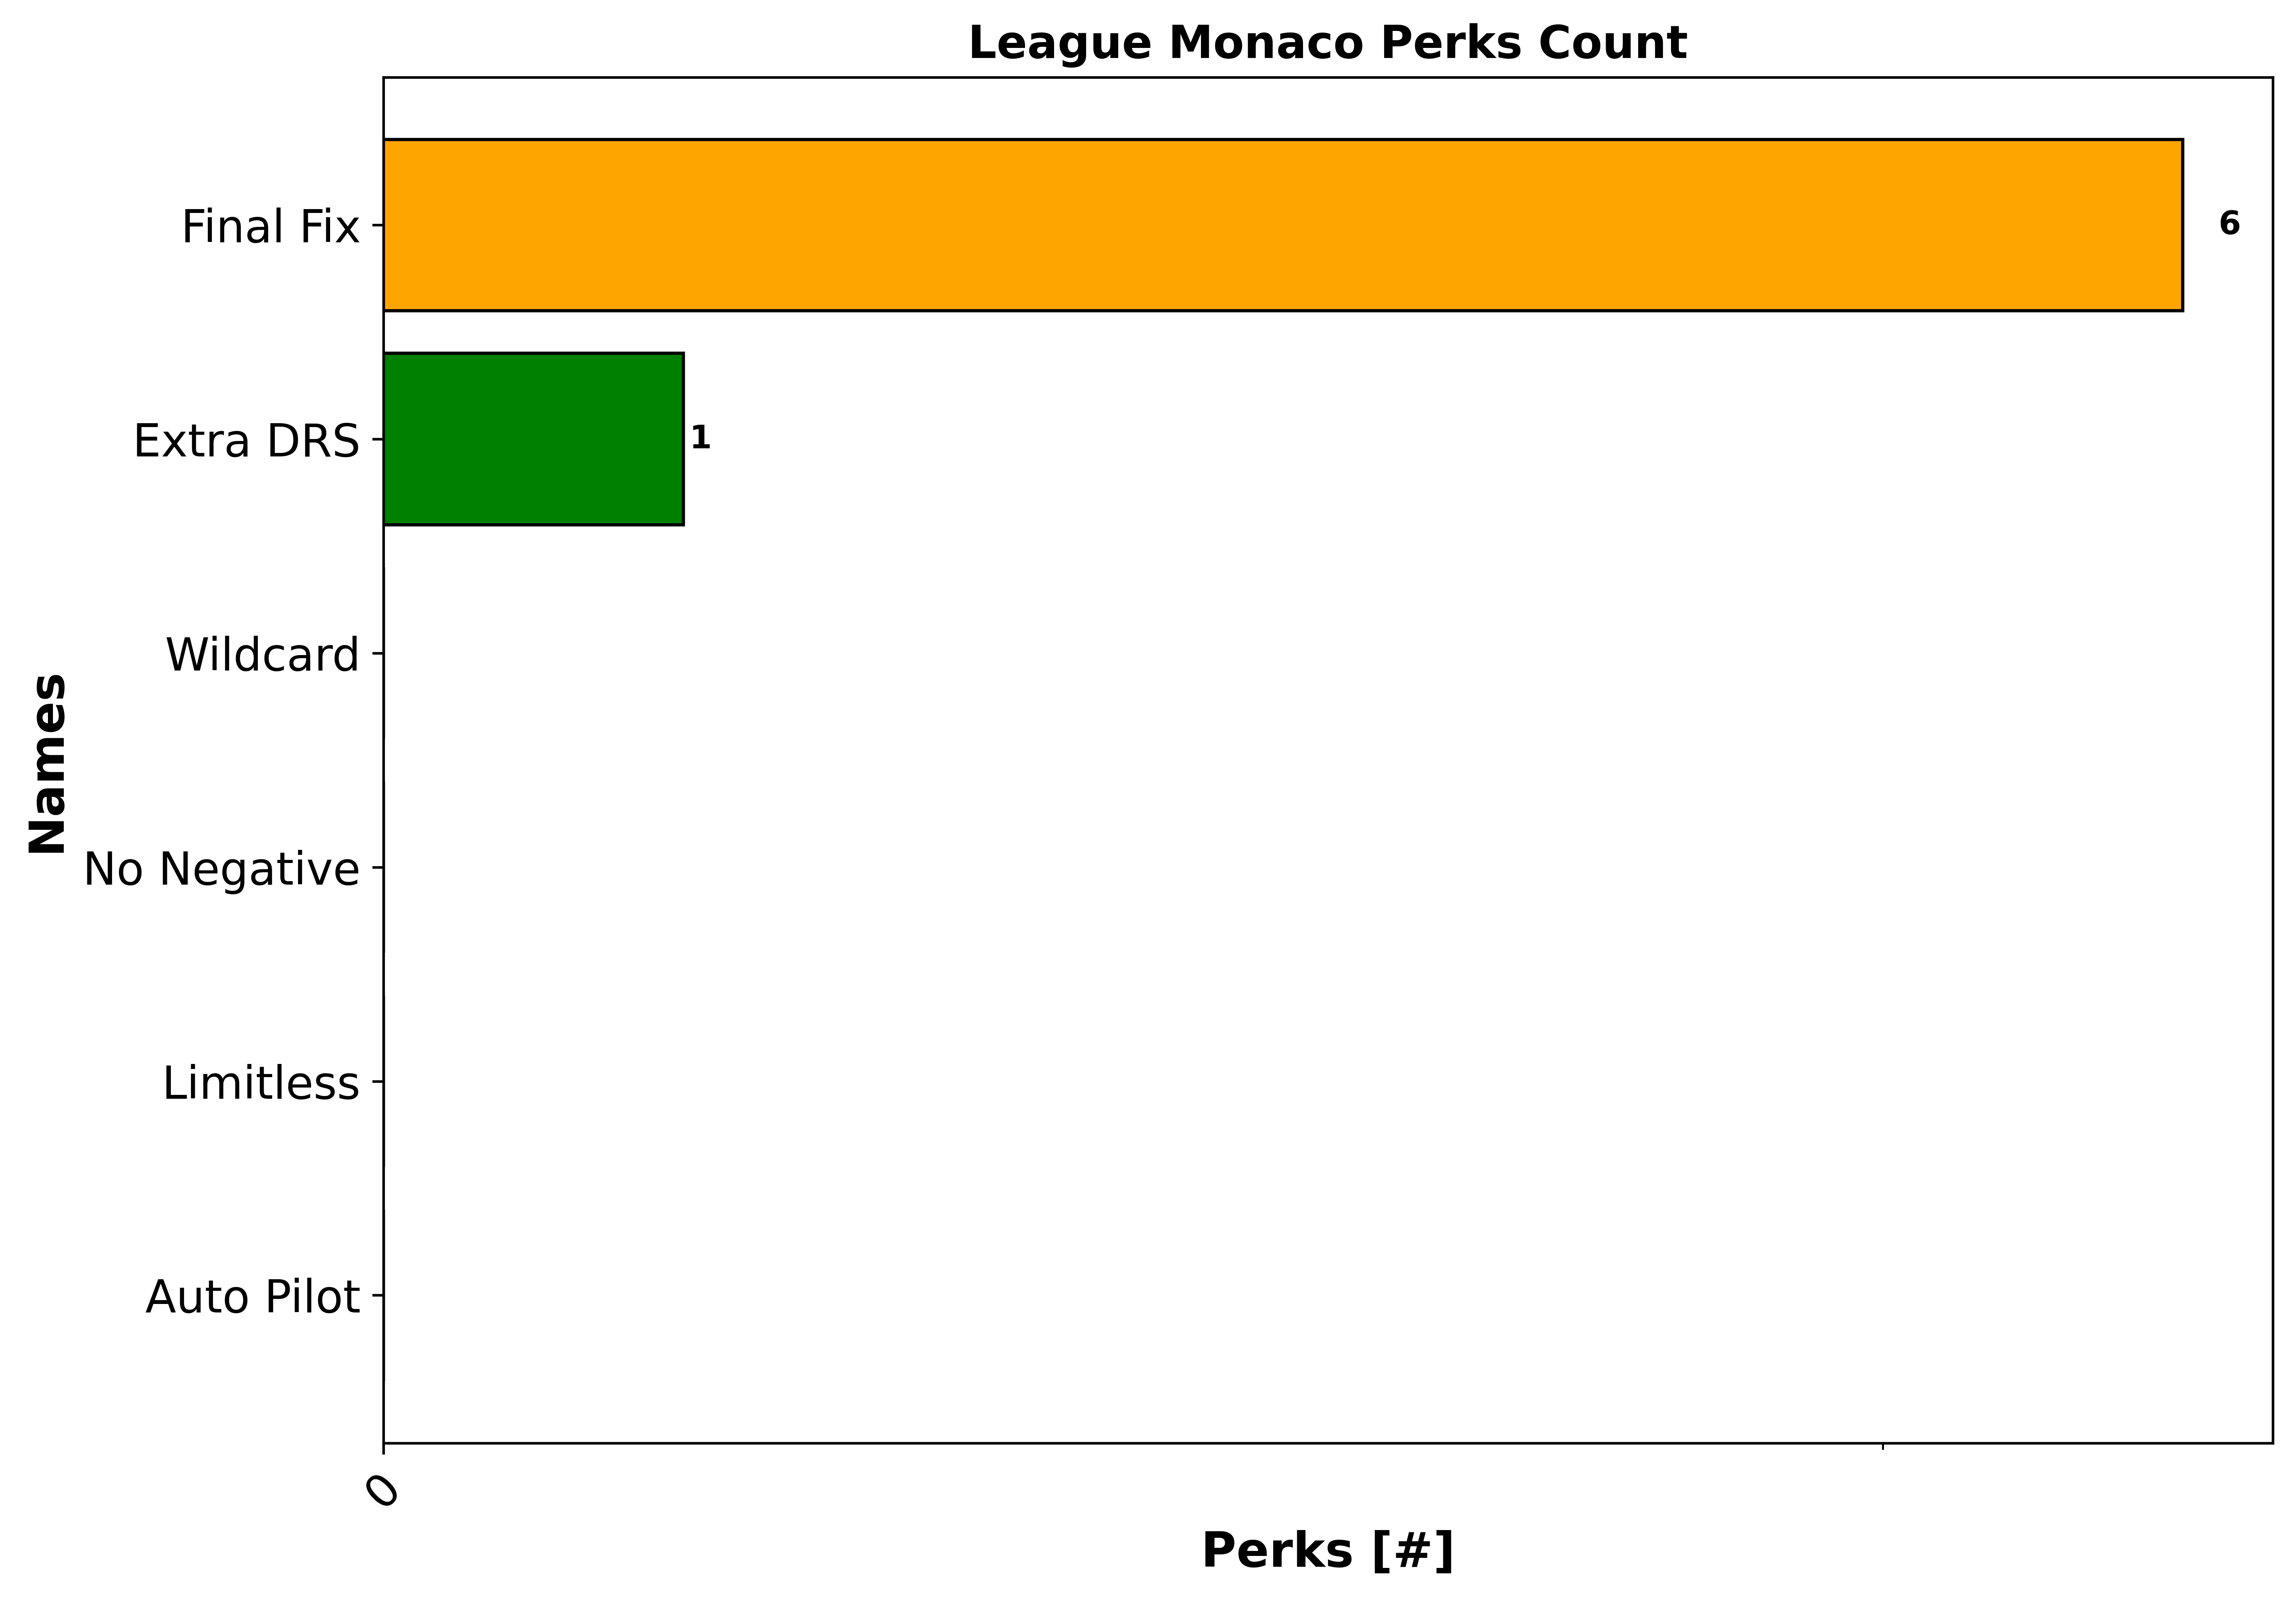 League Monaco Perks Count
Final Fix
6
Extra DRS
1
Wildcard
Names
No Negative
Limitless
Auto Pilot
0
Perks [#]